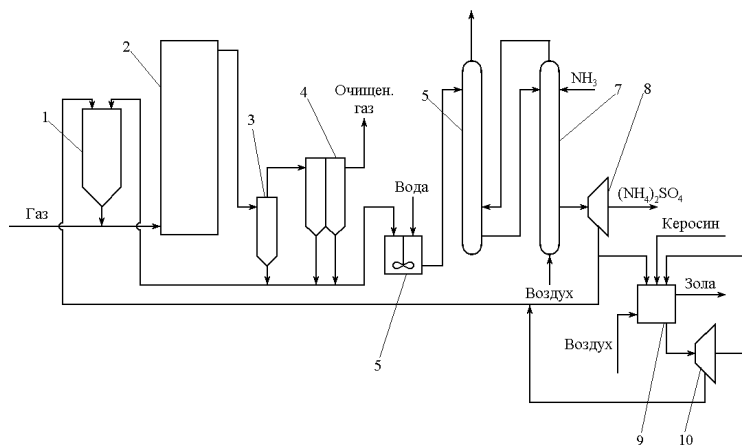 2
4
Очищен.
газ
NH3
5
7
8
1
3
Вода
(NH4)2SO4
Газ
Керосин
Воздух
Зола
Воздух
5
9
10